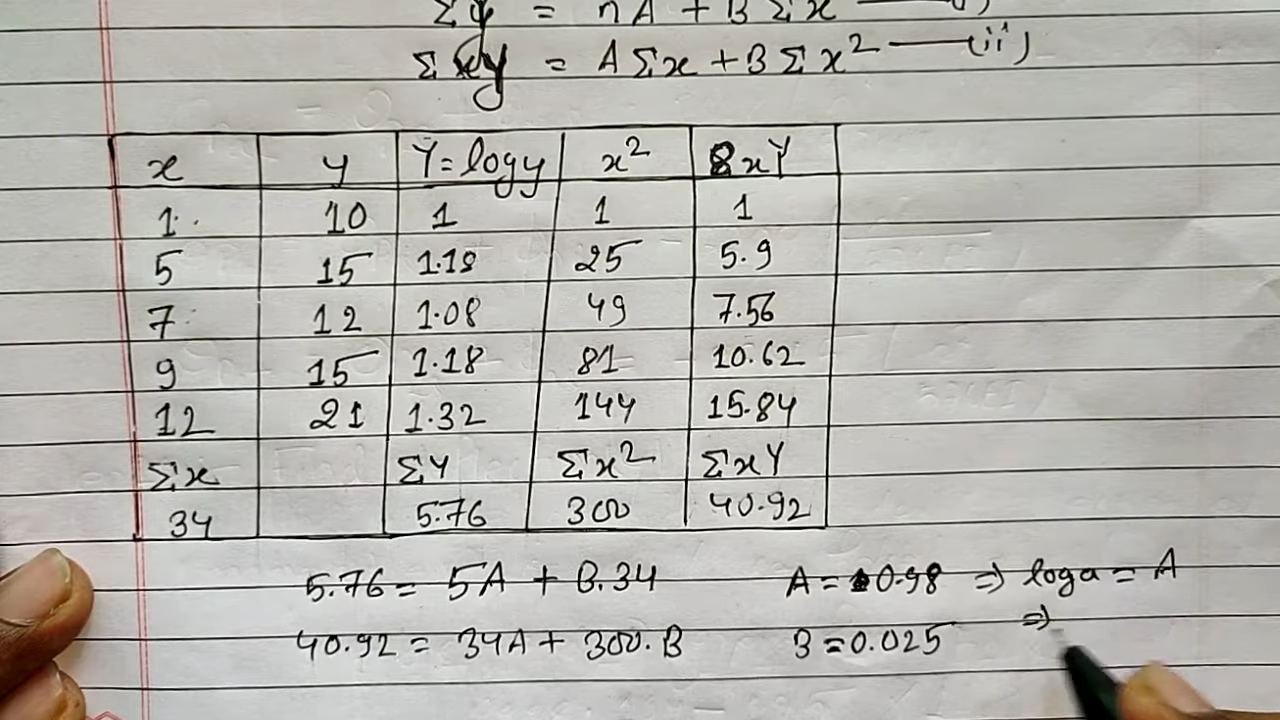 Σy = nA + BΣx
Σxy = AΣx + BΣx² —(ii)
x y Y = logy x² xY
1 10 1 1 1
5 15 1.18 25 5.9
7 12 1.08 49 7.56
9 15 1.18 81 10.62
12 21 1.32 144 15.84
Σx ΣY Σx² ΣxY
34 5.76 300 40.92
5.76 = 5A + B.34 A = 0.98 ⇒ loga = A
40.92 = 34A + 300.B B = 0.025 ⇒